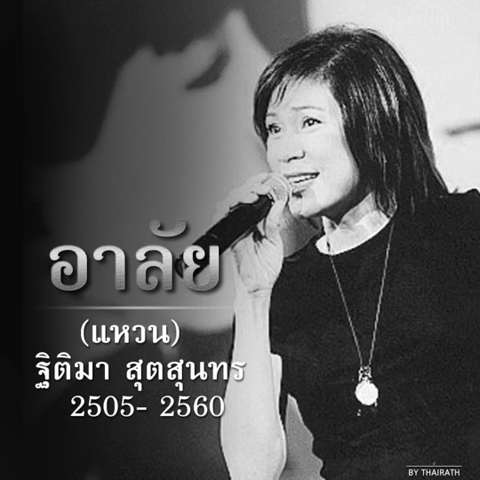 อาลัย
(แหวน)
ฐิติมา สุตสุนทร
2505- 2560
BY THAIRATH